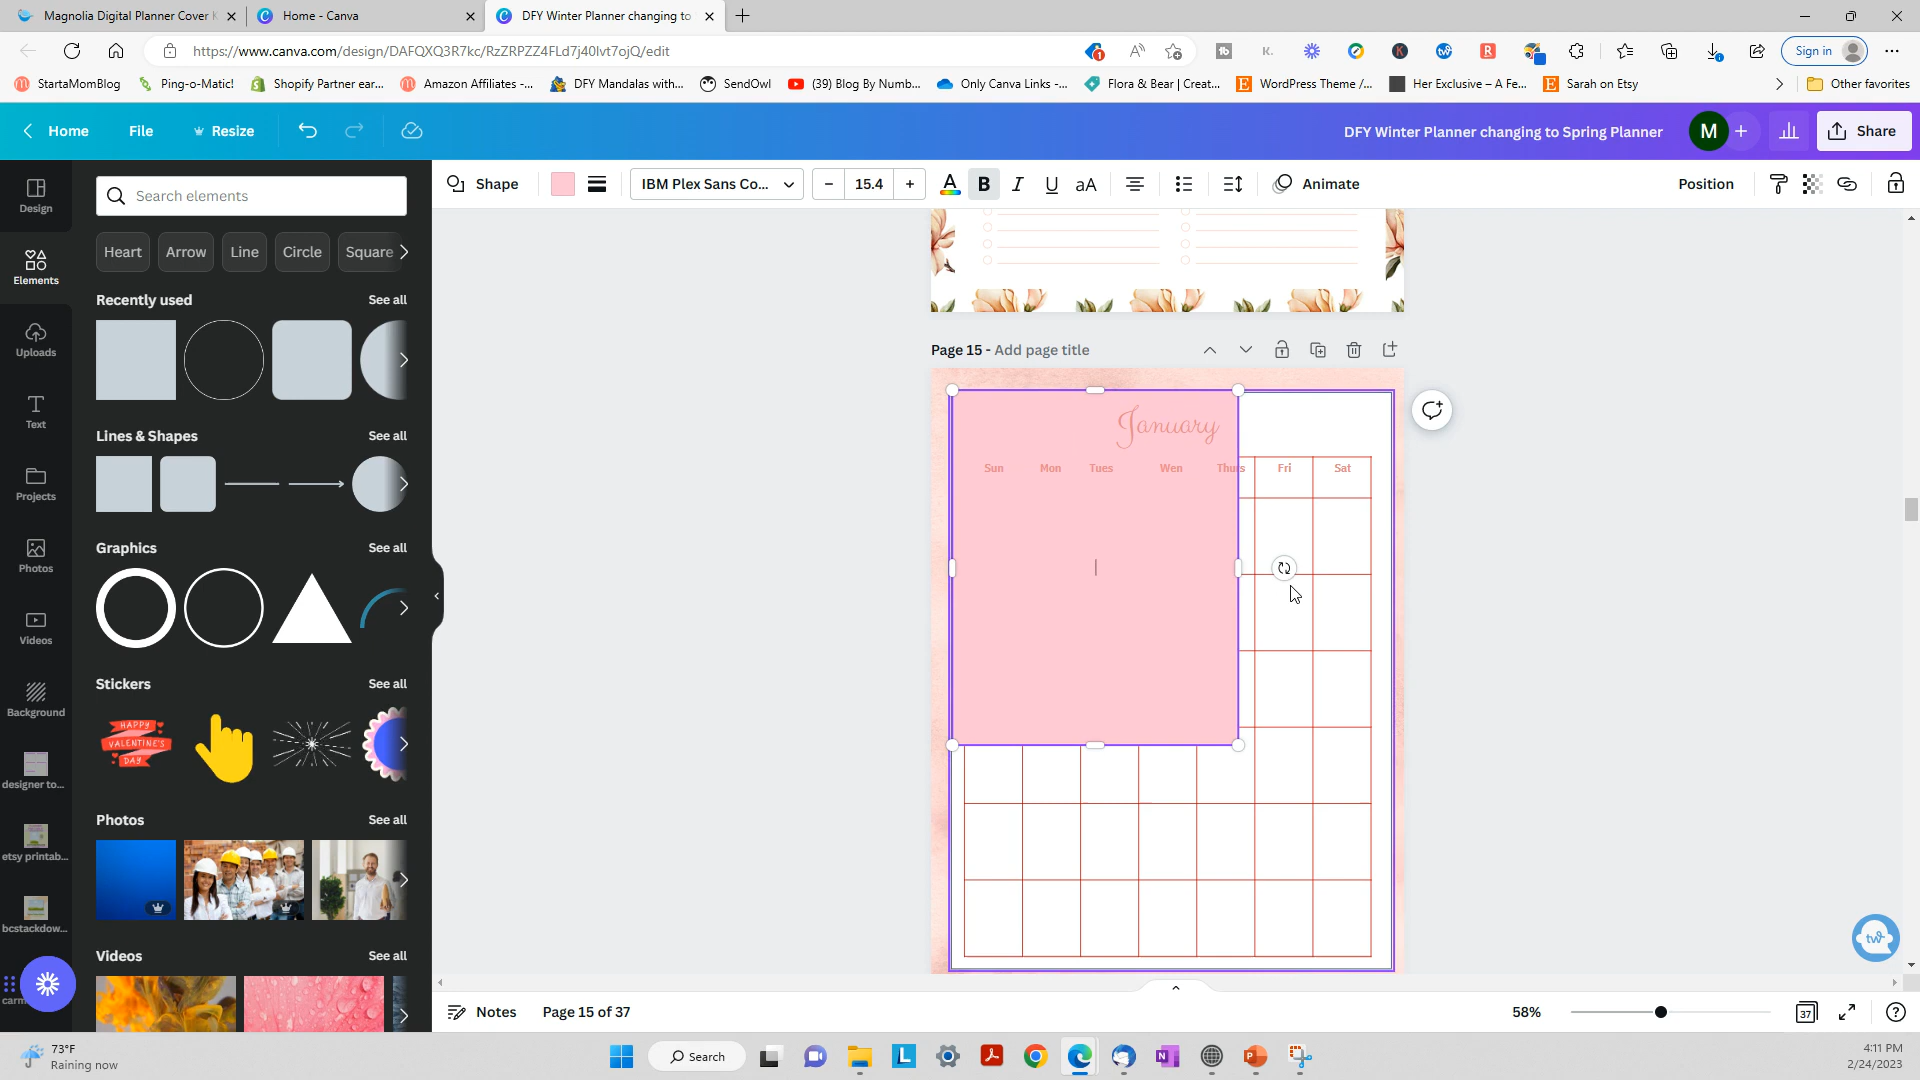 Magnolia Digital Planner Cover K
Home - Canva
DFY Winter Planner changing to
https://www.canva.com/design/DAFQXQ3R7kc/RzZRPZZ4FLd7j40lvt7ojQ/edit
Sign in
StartaMomBlog
Ping-o-Matic!
Shopify Partner ear...
Amazon Affiliates -...
DFY Mandalas with...
SendOwl
(39) Blog By Numb...
Only Canva Links -...
Flora & Bear | Creat...
WordPress Theme /...
Her Exclusive – A Fe...
Sarah on Etsy
Other favorites
Home
File
Resize
DFY Winter Planner changing to Spring Planner
M
Share
Design
Elements
Uploads
Text
Projects
Photos
Videos
Background
designer to...
etsy printab...
bcstackdow...
Search elements
Heart
Arrow
Line
Circle
Square
Recently used
See all
Lines & Shapes
See all
Graphics
See all
Stickers
See all
HAPPY
VALENTINE'S
DAY
Photos
See all
Videos
See all
Shape
IBM Plex Sans Co...
– 15.4 +
A B I U aA
Animate
Position
Page 15 - Add page title
January
Sun Mon Tues Wen Thurs Fri Sat
Notes
Page 15 of 37
58%
37
73°F
Raining now
Search
4:11 PM
2/24/2023